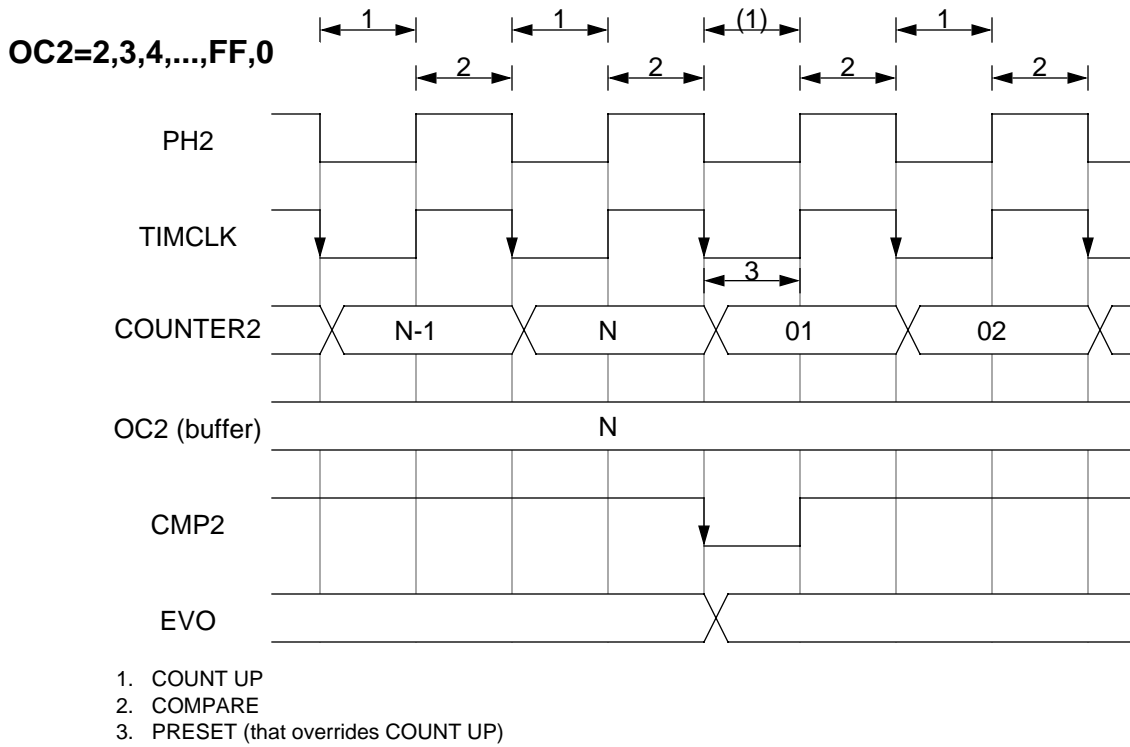 1 1 (1) 1
OC2=2,3,4,...,FF,0
2 2 2 2
PH2
TIMCLK
3
COUNTER2 N-1 N 01 02
OC2 (buffer) N
CMP2
EVO
1. COUNT UP
2. COMPARE
3. PRESET (that overrides COUNT UP)